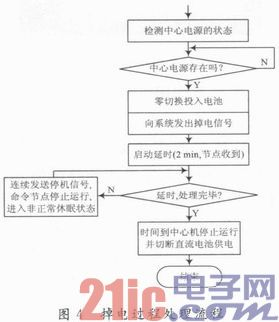 检测中心电源的状态
中心电源存在吗?
N
Y
零切换投入电池
向系统发出掉电信号
启动延时(2 min,节点收到)
连续发送停机信号,
命令节点停止运行,
进入非正常休眠状态
N
延时,处理完毕?
Y
时间到中心机停止运行
并切断直流电池供电
21ic电子网
.com
图 4 掉电过程处理流程